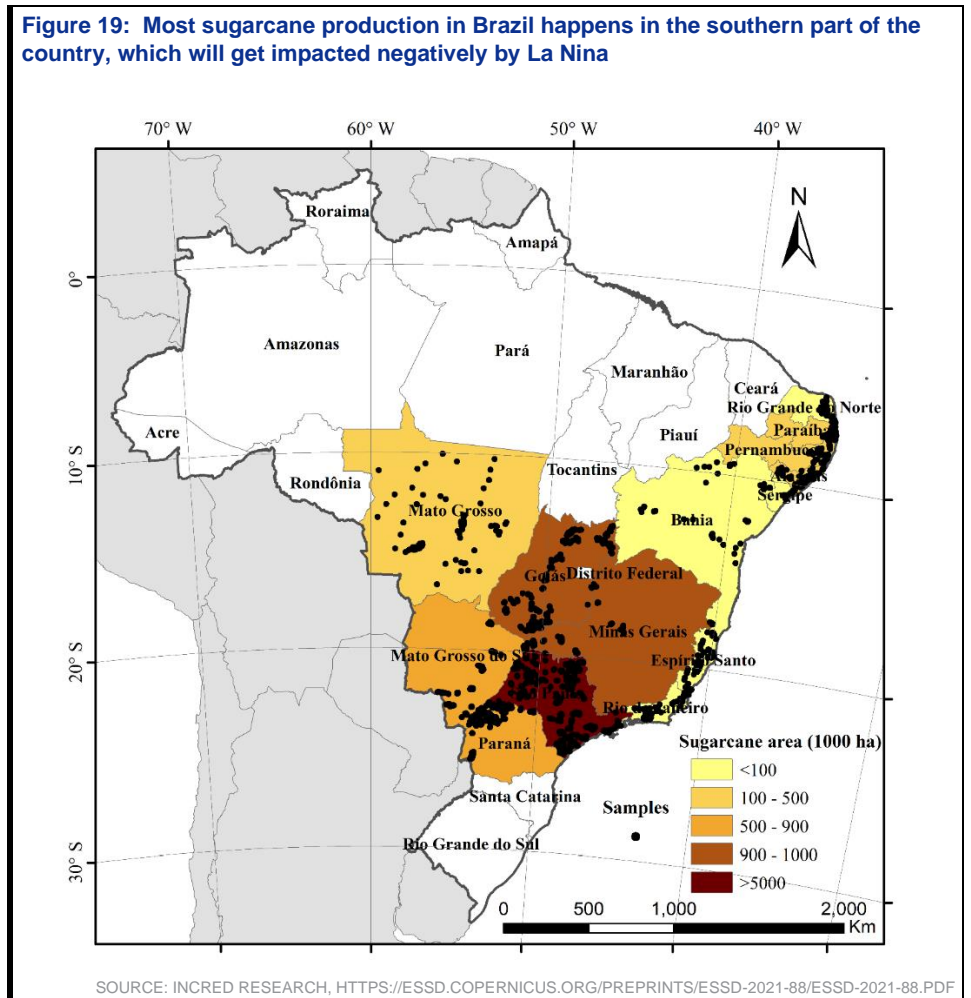 Figure 19:  Most sugarcane production in Brazil happens in the southern part of the
country, which will get impacted negatively by La Nina
70° W
60° W
50° W
40° W
N
Roraima
Amapá
0°
Amazonas
Pará
Maranhão
Ceará
Rio Grande Norte
Acre
Piauí
Paraíba
Pernambuco
10°S
Rondônia
Tocantins
Sergipe
Mato Grosso
Bahia
Goiás
Distrito Federal
Minas Gerais
20°S
Mato Grosso do
Espírito Santo
Rio de Janeiro
Paraná
Sugarcane area (1000 ha)
<100
Santa Catarina
Samples
100 - 500
500 - 900
Rio Grande do Sul
900 - 1000
30°S
>5000
0 500 1,000 2,000
Km
SOURCE: INCRED RESEARCH, HTTPS://ESSD.COPERNICUS.ORG/PREPRINTS/ESSD-2021-88/ESSD-2021-88.PDF